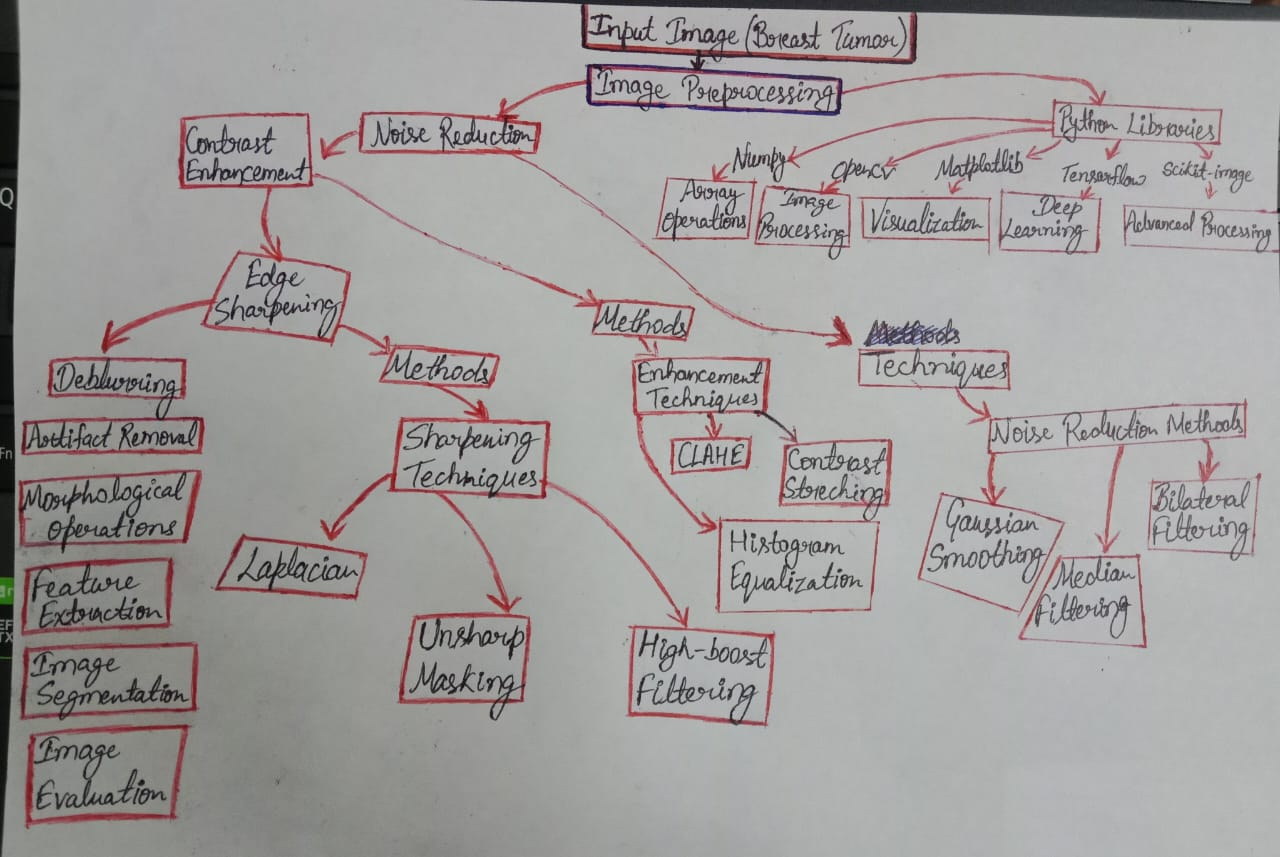 Input Image (Breast Tumor)
Image Preprocessing
Python Libraries
Noise Reduction
Contrast
Enhancement
Numpy
Opencv
Matplotlib
Tensorflow
Scikit-image
Array
Operations
Image
Processing
Visualization
Deep
Learning
Advanced Processing
Edge
Sharpening
Methods
Techniques
Deblurring
Methods
Enhancement
Techniques
Noise Reduction Methods
Artifact Removal
Sharpening
Techniques
CLAHE
Contrast
Streching
Morphological
Operations
Histogram
Equalization
Gaussian
Smoothing
Median
Filtering
Bilateral
Filtering
Laplacian
Feature
Extraction
Unsharp
Masking
High-boost
Filtering
Image
Segmentation
Image
Evaluation
Q
Fn